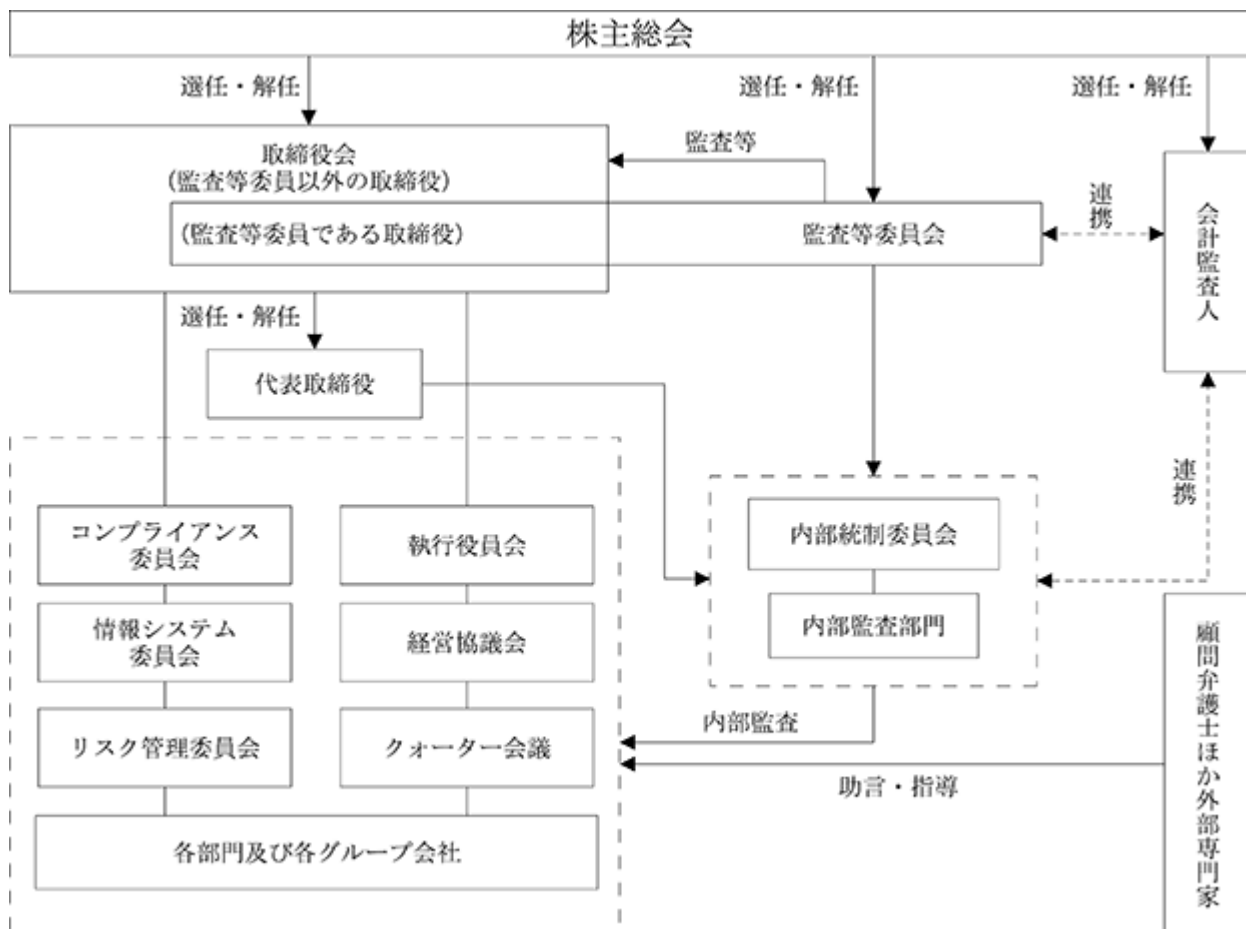 株主総会
選任・解任
選任・解任
選任・解任
取締役会
(監査等委員以外の取締役)
監査等
(監査等委員である取締役)
監査等委員会
連携
会計監査人
選任・解任
代表取締役
連携
コンプライアンス
委員会
執行役員会
内部統制委員会
情報システム
委員会
経営協議会
内部監査部門
リスク管理委員会
クォーター会議
内部監査
助言・指導
顧問弁護士ほか外部専門家
各部門及び各グループ会社